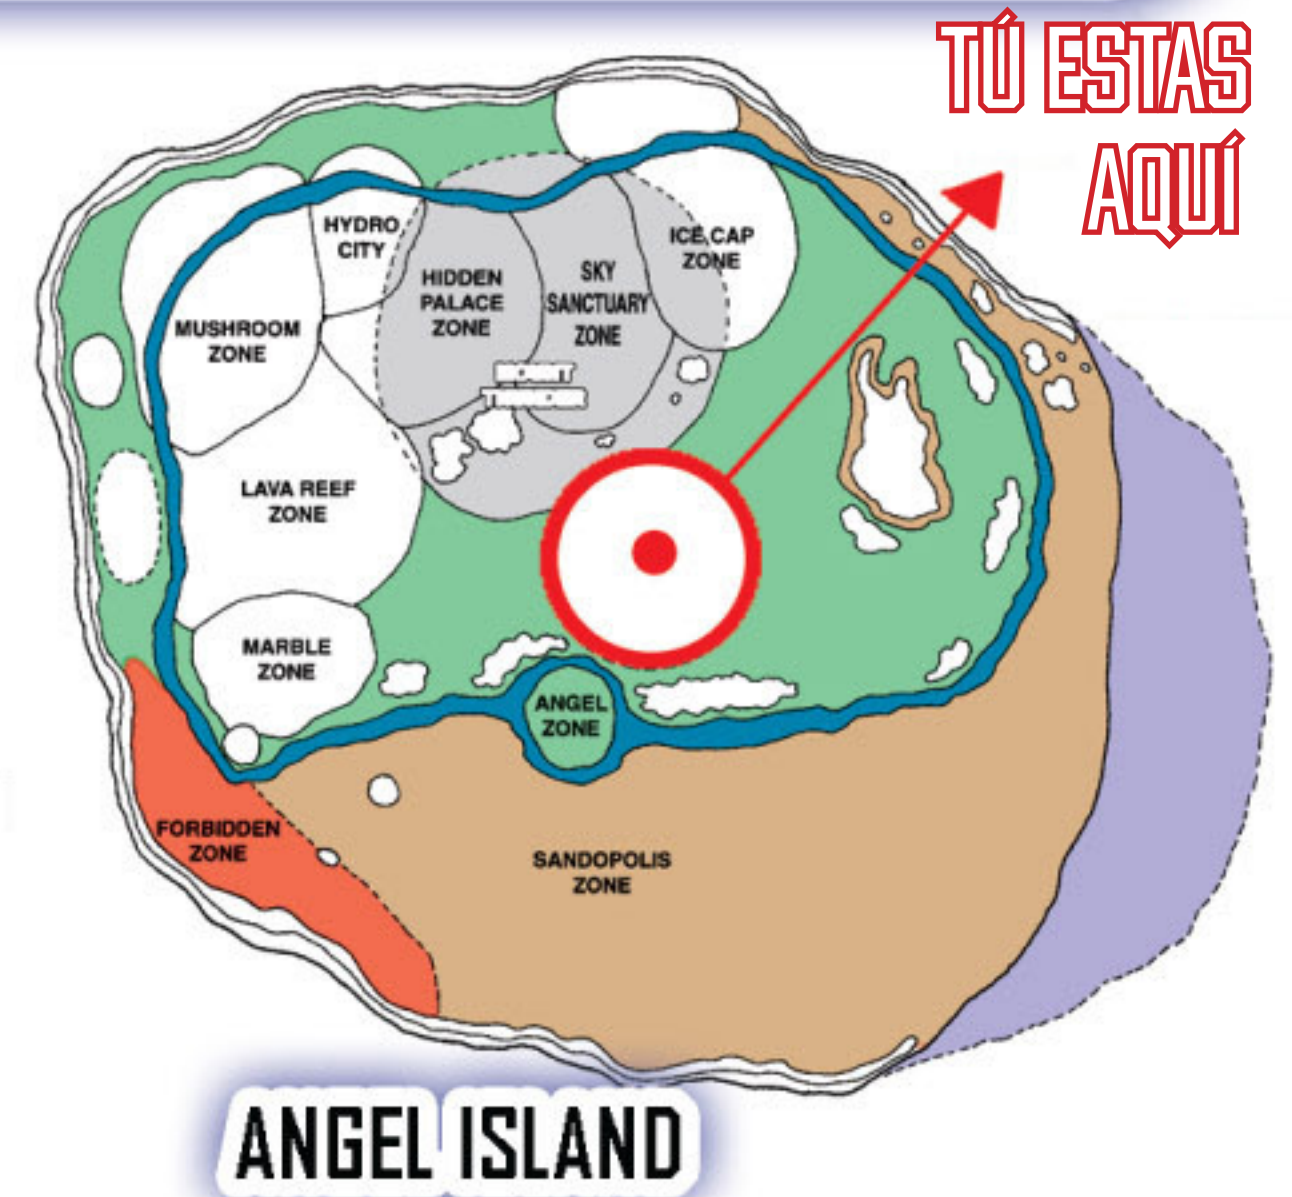 TÚ ESTAS
AQUÍ
HYDRO
CITY
ICE CAP
ZONE
HIDDEN
PALACE
ZONE
SKY
SANCTUARY
ZONE
MUSHROOM
ZONE
LAVA REEF
ZONE
MARBLE
ZONE
ANGEL
ZONE
FORBIDDEN
ZONE
SANDOPOLIS
ZONE
ANGEL ISLAND